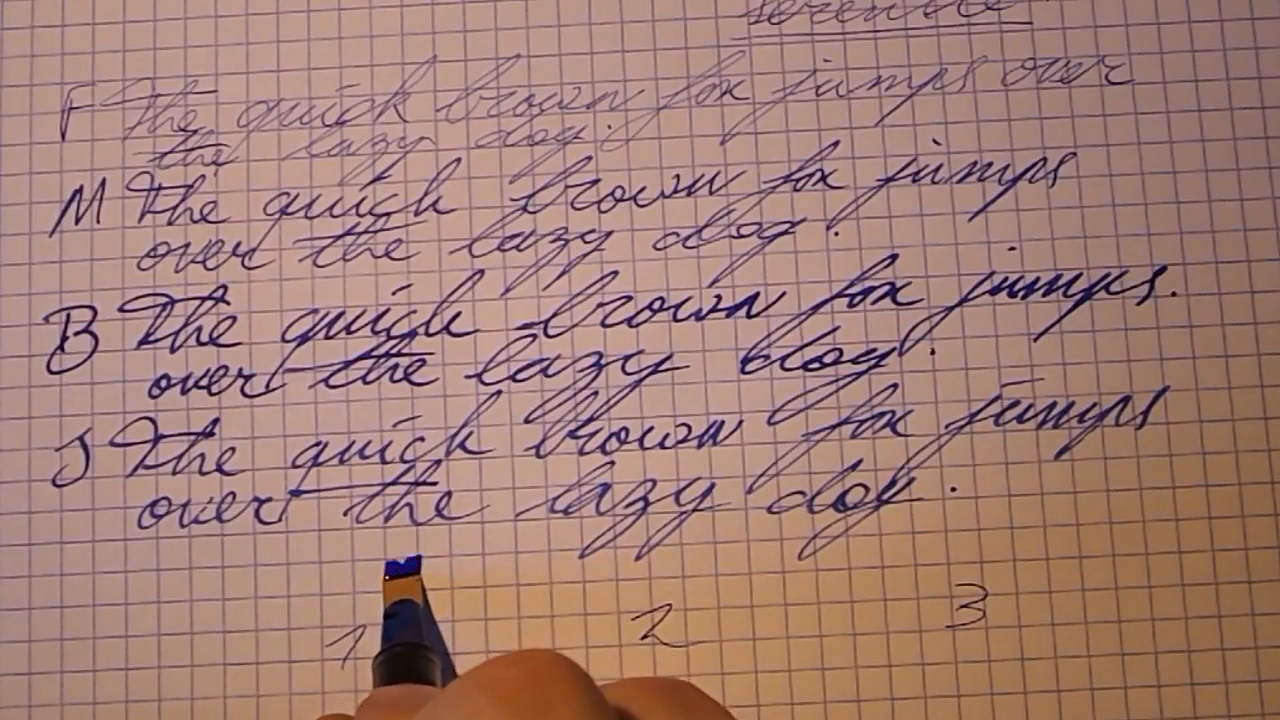 F The quick brown fox jumps over
the lazy dog.
M The quick brown fox jumps
over the lazy dog.
B The quick brown fox jumps.
over the lazy dog.
S The quick brown fox jumps
over the lazy dog.
1 2 3